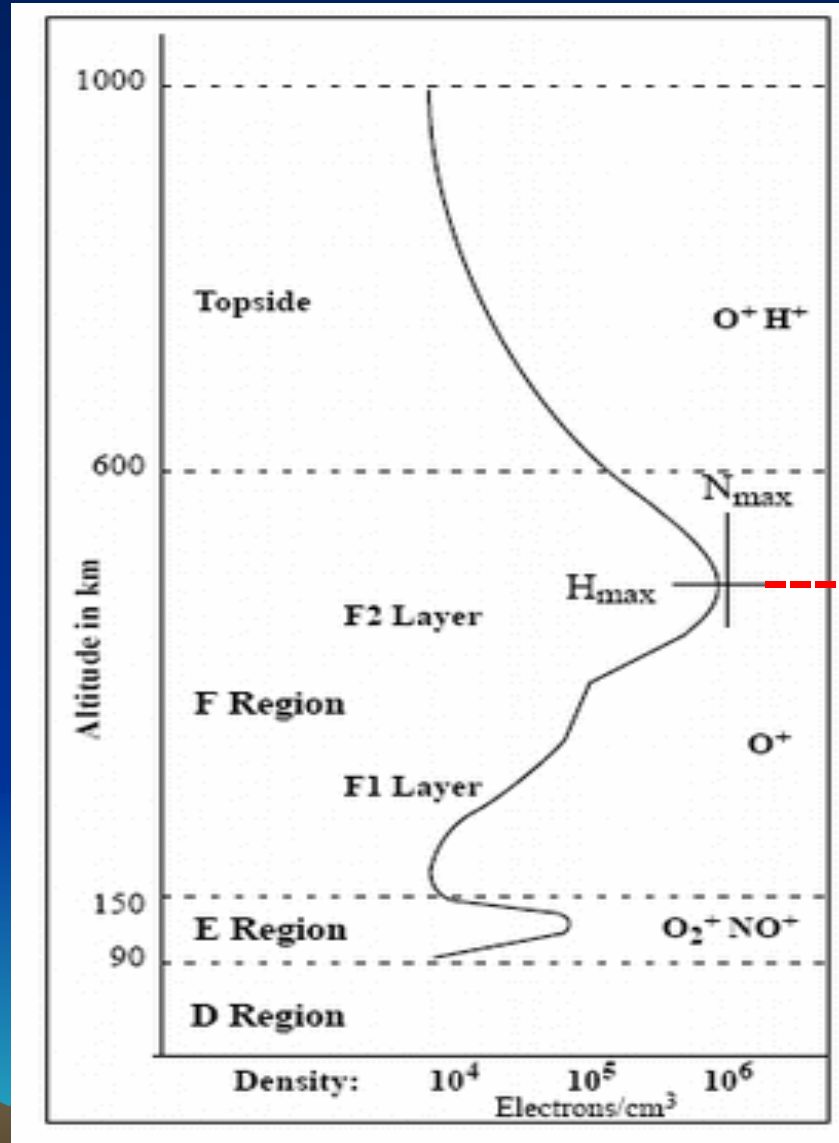 1000
Topside
O⁺ H⁺
600
Nmax
Hmax
F2 Layer
F Region
O⁺
F1 Layer
Altitude in km
150
E Region
O₂⁺ NO⁺
90
D Region
Density: 10⁴ 10⁵ 10⁶
Electrons/cm³